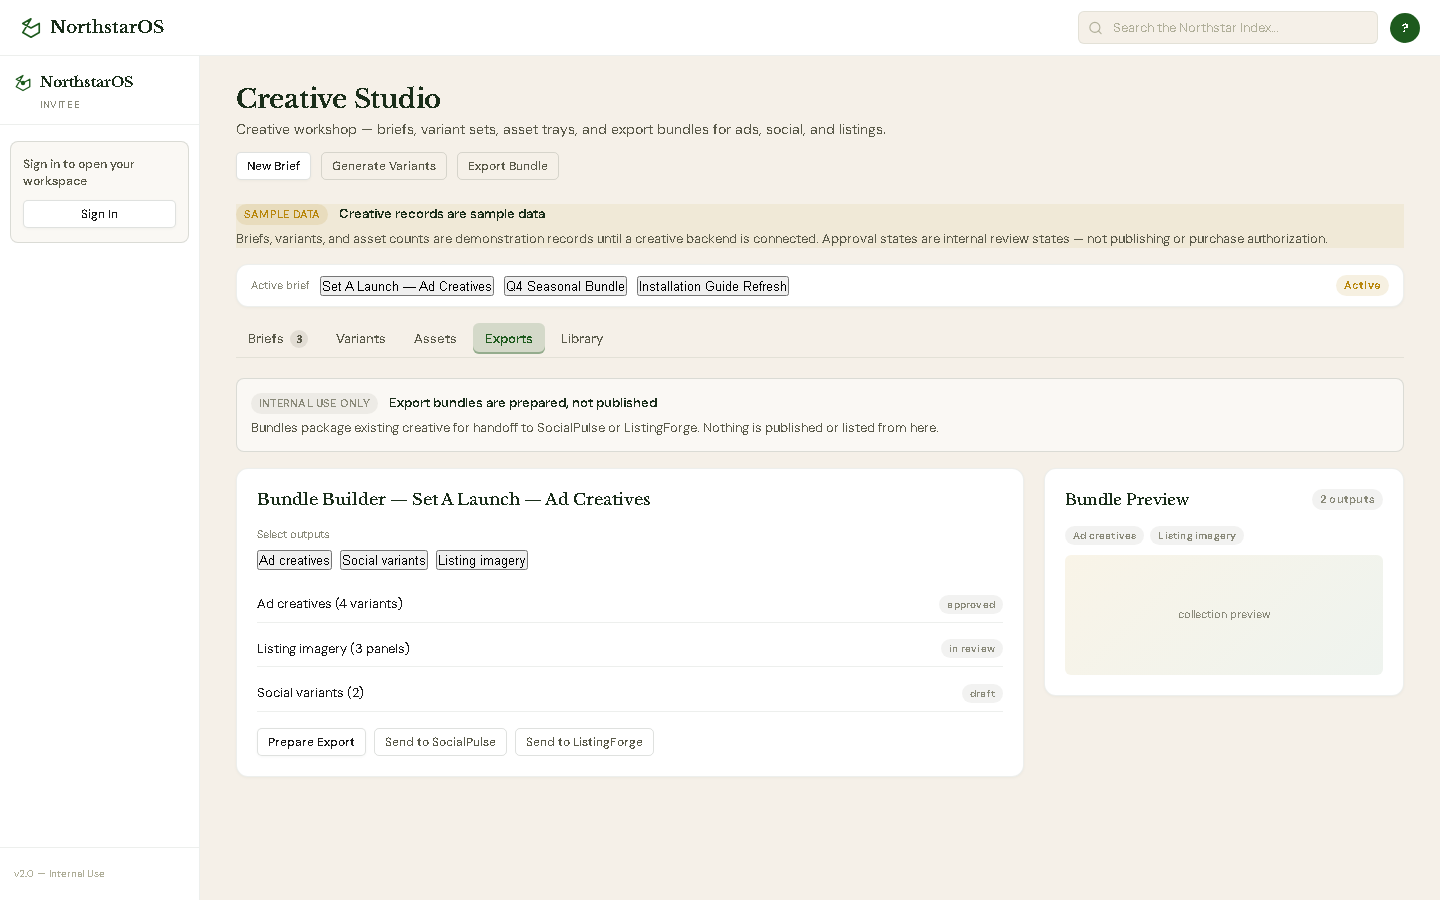 NorthstarOS
Search the Northstar Index...
?
NorthstarOS
INVITEE
Sign in to open your
workspace
Sign In
v2.0 — Internal Use
Creative Studio
Creative workshop — briefs, variant sets, asset trays, and export bundles for ads, social, and listings.
New Brief
Generate Variants
Export Bundle
SAMPLE DATA Creative records are sample data
Briefs, variants, and asset counts are demonstration records until a creative backend is connected. Approval states are internal review states — not publishing or purchase authorization.
Active brief Set A Launch — Ad Creatives Q4 Seasonal Bundle Installation Guide Refresh Active
Briefs 3 Variants Assets Exports Library
INTERNAL USE ONLY Export bundles are prepared, not published
Bundles package existing creative for handoff to SocialPulse or ListingForge. Nothing is published or listed from here.
Bundle Builder — Set A Launch — Ad Creatives
Select outputs
Ad creatives Social variants Listing imagery
Ad creatives (4 variants) approved
Listing imagery (3 panels) in review
Social variants (2) draft
Prepare Export Send to SocialPulse Send to ListingForge
Bundle Preview 2 outputs
Ad creatives Listing imagery
collection preview